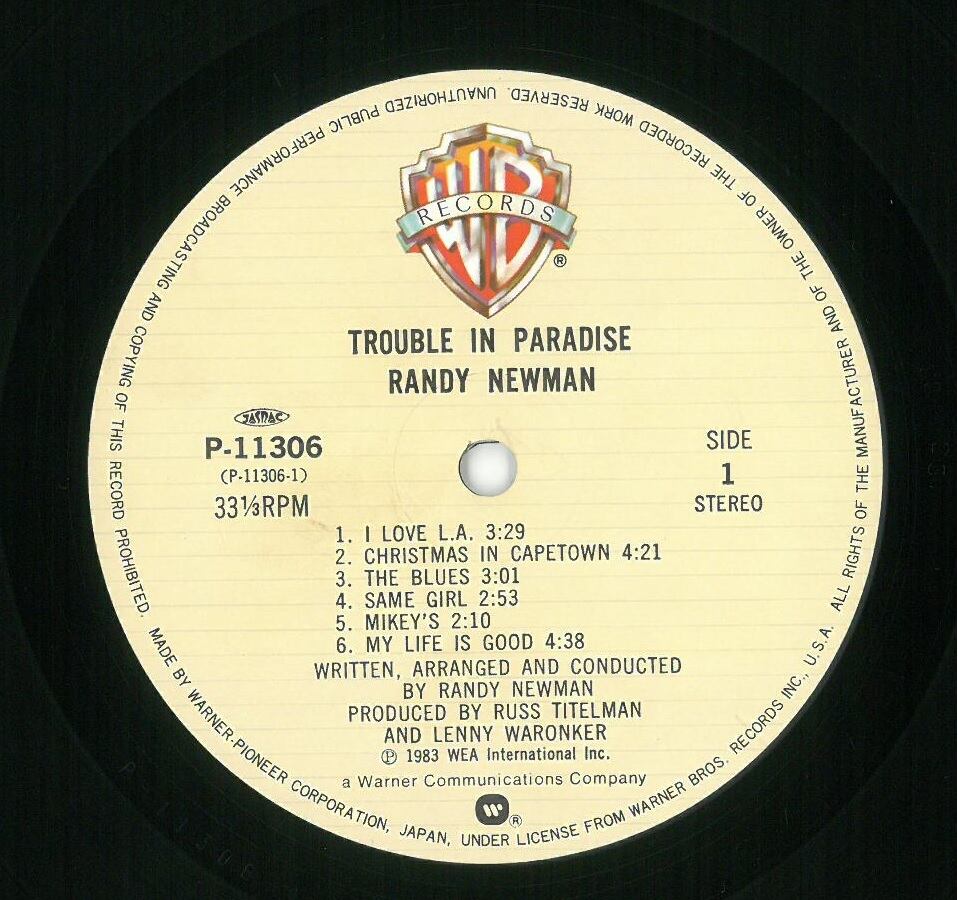 WB
RECORDS
®
TROUBLE IN PARADISE
RANDY NEWMAN
JASRAC
P-11306
(P-11306-1)
33⅓RPM
SIDE
1
STEREO
1. I LOVE L.A. 3:29
2. CHRISTMAS IN CAPETOWN 4:21
3. THE BLUES 3:01
4. SAME GIRL 2:53
5. MIKEY'S 2:10
6. MY LIFE IS GOOD 4:38
WRITTEN, ARRANGED AND CONDUCTED
BY RANDY NEWMAN
PRODUCED BY RUSS TITELMAN
AND LENNY WARONKER
℗ 1983 WEA International Inc.
a Warner Communications Company
W ®
MADE BY WARNER-PIONEER CORPORATION, JAPAN, UNDER LICENSE FROM WARNER BROS. RECORDS INC., U.S.A. ALL RIGHTS OF THE MANUFACTURER AND OF THE OWNER OF THE RECORDED WORK RESERVED. UNAUTHORIZED PUBLIC PERFORMANCE BROADCASTING AND COPYING OF THIS RECORD PROHIBITED.